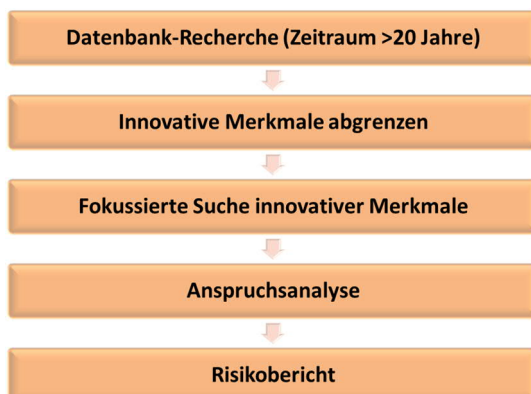 Datenbank-Recherche (Zeitraum >20 Jahre)
Innovative Merkmale abgrenzen
Fokussierte Suche innovativer Merkmale
Anspruchsanalyse
Risikobericht